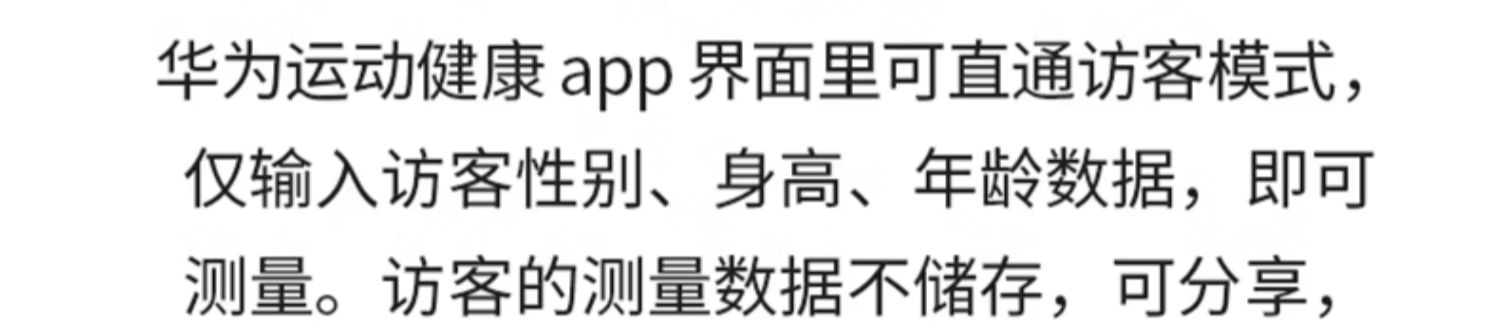 华为运动健康 app 界面里可直通访客模式，
仅输入访客性别、身高、年龄数据，即可
测量。访客的测量数据不储存，可分享，